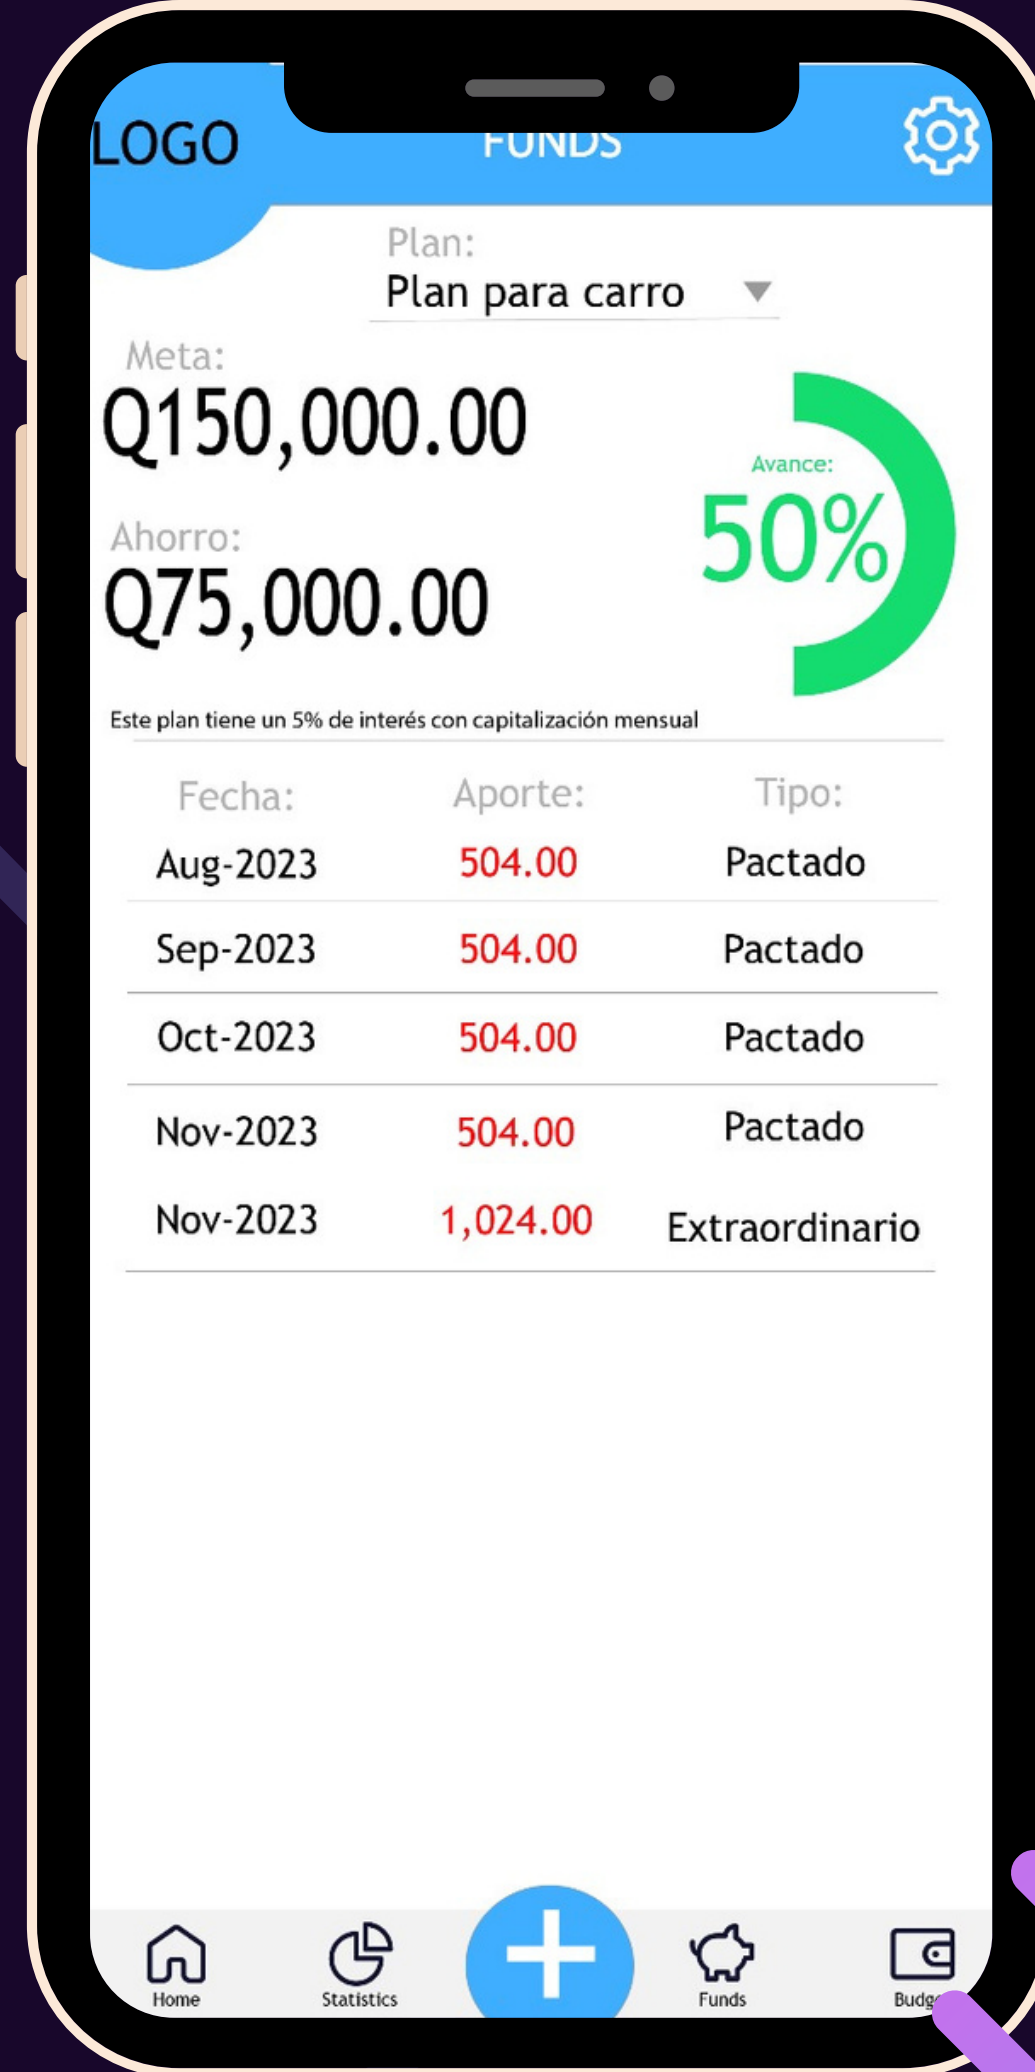 LOGO
FUNDS
Plan:
Plan para carro
Meta:
Q150,000.00
Avance:
50%
Ahorro:
Q75,000.00
Este plan tiene un 5% de interés con capitalización mensual
Fecha: Aporte: Tipo:
Aug-2023 504.00 Pactado
Sep-2023 504.00 Pactado
Oct-2023 504.00 Pactado
Nov-2023 504.00 Pactado
Nov-2023 1,024.00 Extraordinario
Home Statistics Funds